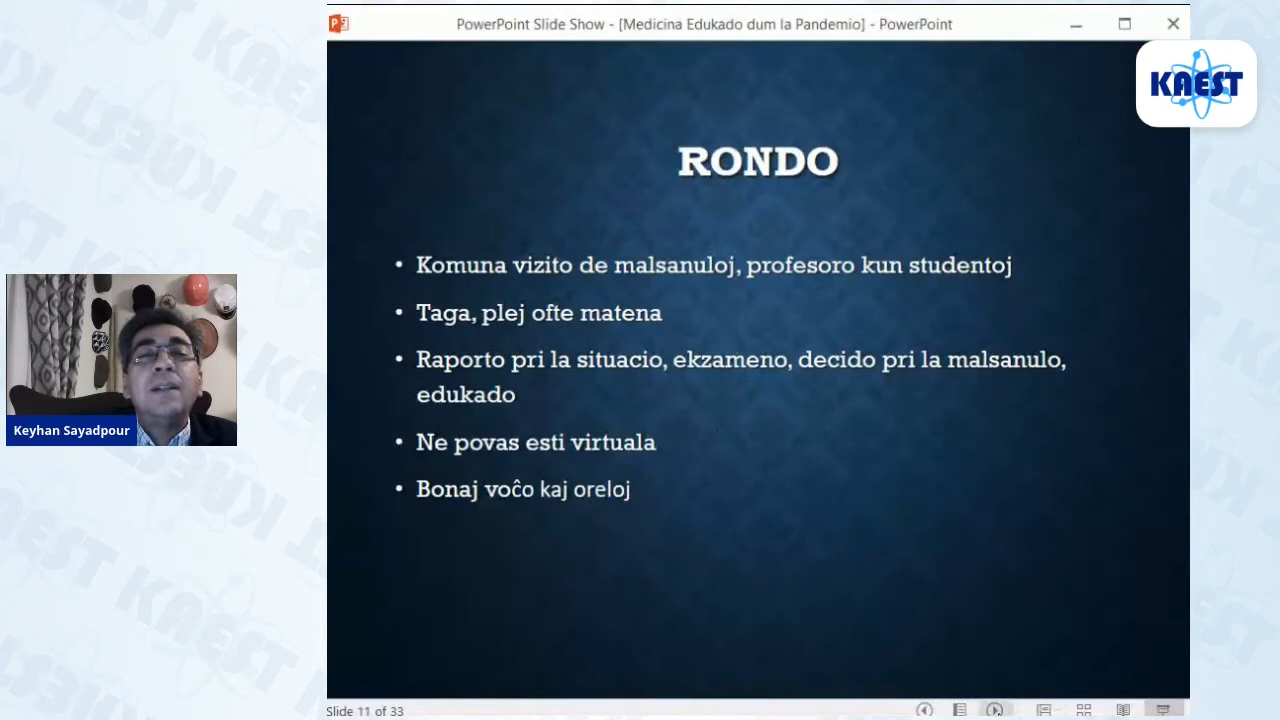 PowerPoint Slide Show - [Medicina Edukado dum la Pandemio] - PowerPoint
KAEST
RONDO
• Komuna vizito de malsanuloj, profesoro kun studentoj
• Taga, plej ofte matena
• Raporto pri la situacio, ekzameno, decido pri la malsanulo,
edukado
• Ne povas esti virtuala
• Bonaj voĉo kaj oreloj
Keyhan Sayadpour
Slide 11 of 33